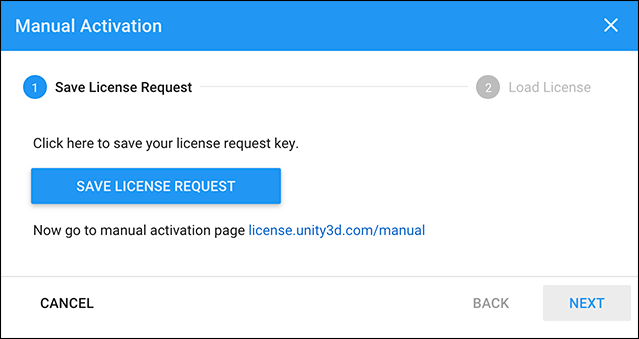 Manual Activation
1 Save License Request 2 Load License
Click here to save your license request key.
SAVE LICENSE REQUEST
Now go to manual activation page license.unity3d.com/manual
CANCEL BACK NEXT